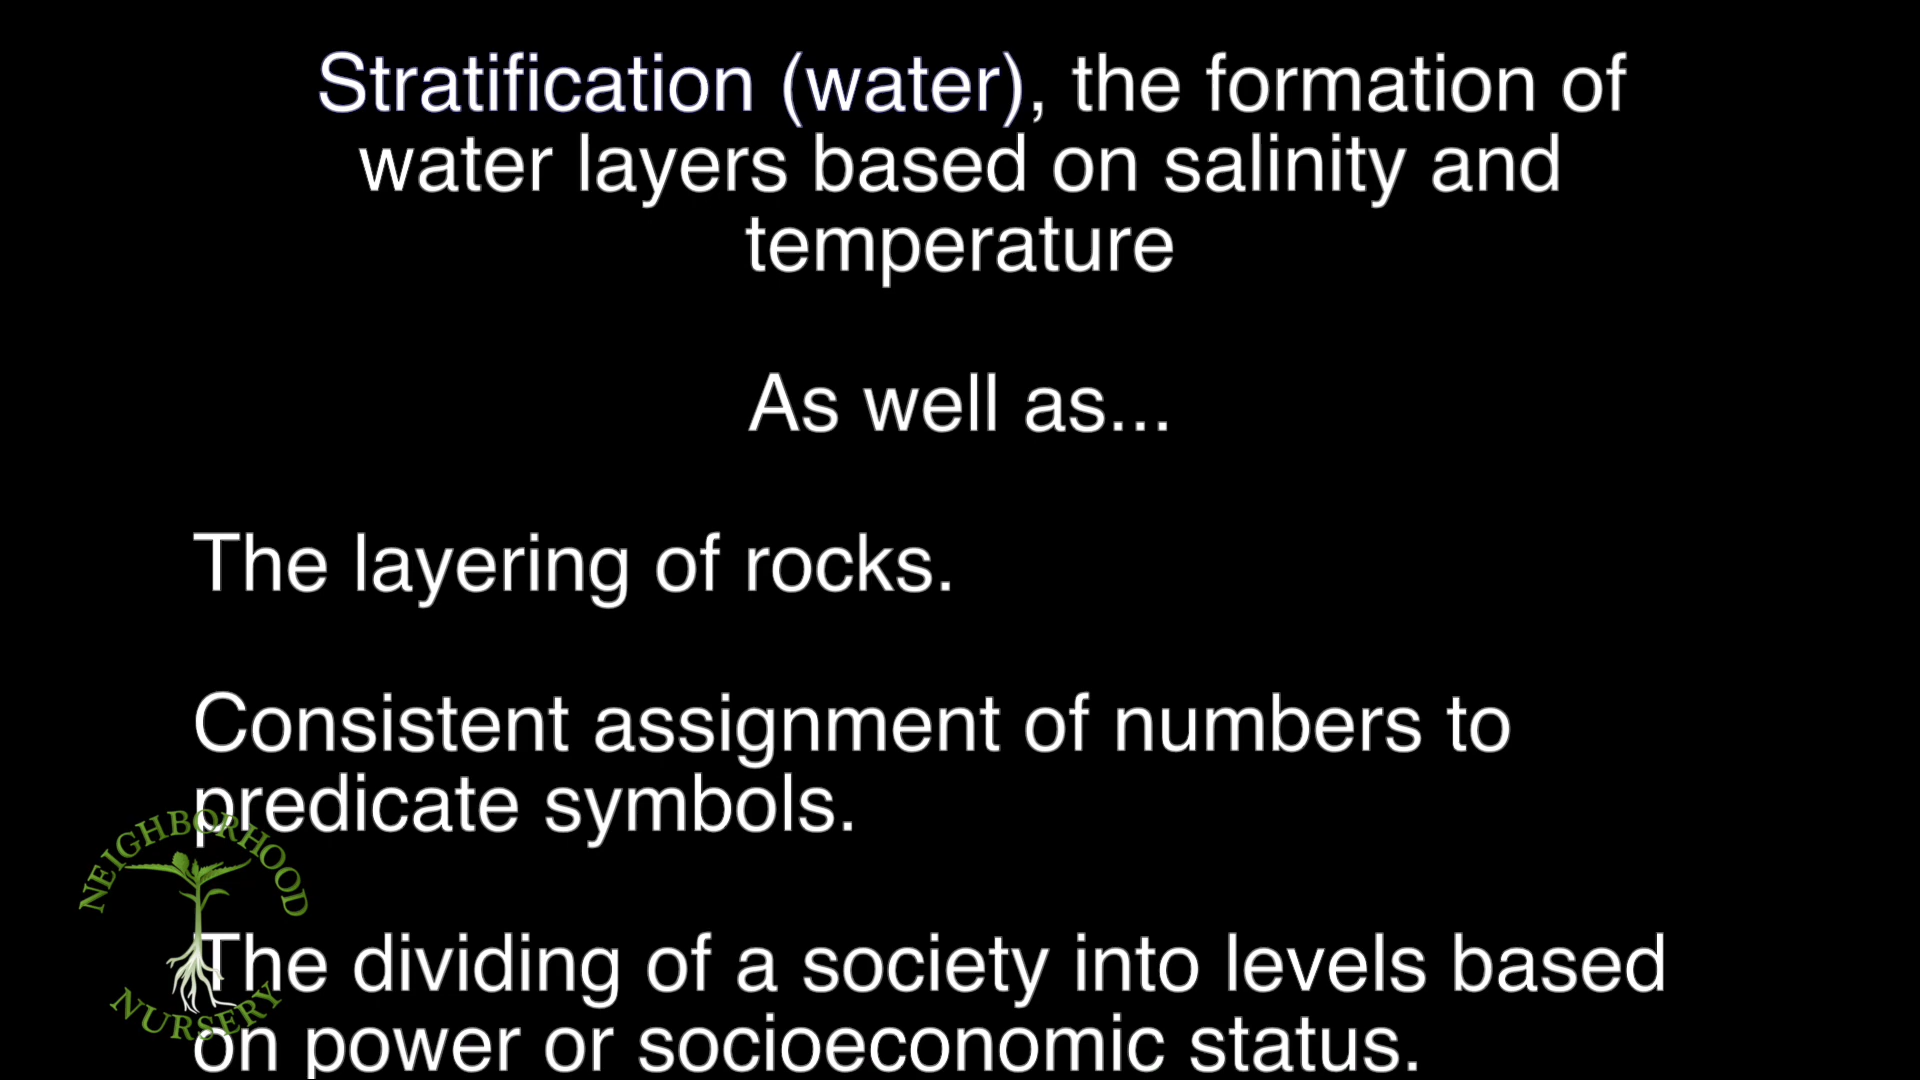 Stratification (water), the formation of
water layers based on salinity and
temperature
As well as...
The layering of rocks.
Consistent assignment of numbers to
predicate symbols.
The dividing of a society into levels based
on power or socioeconomic status.
NEIGHBORHOOD
NURSERY